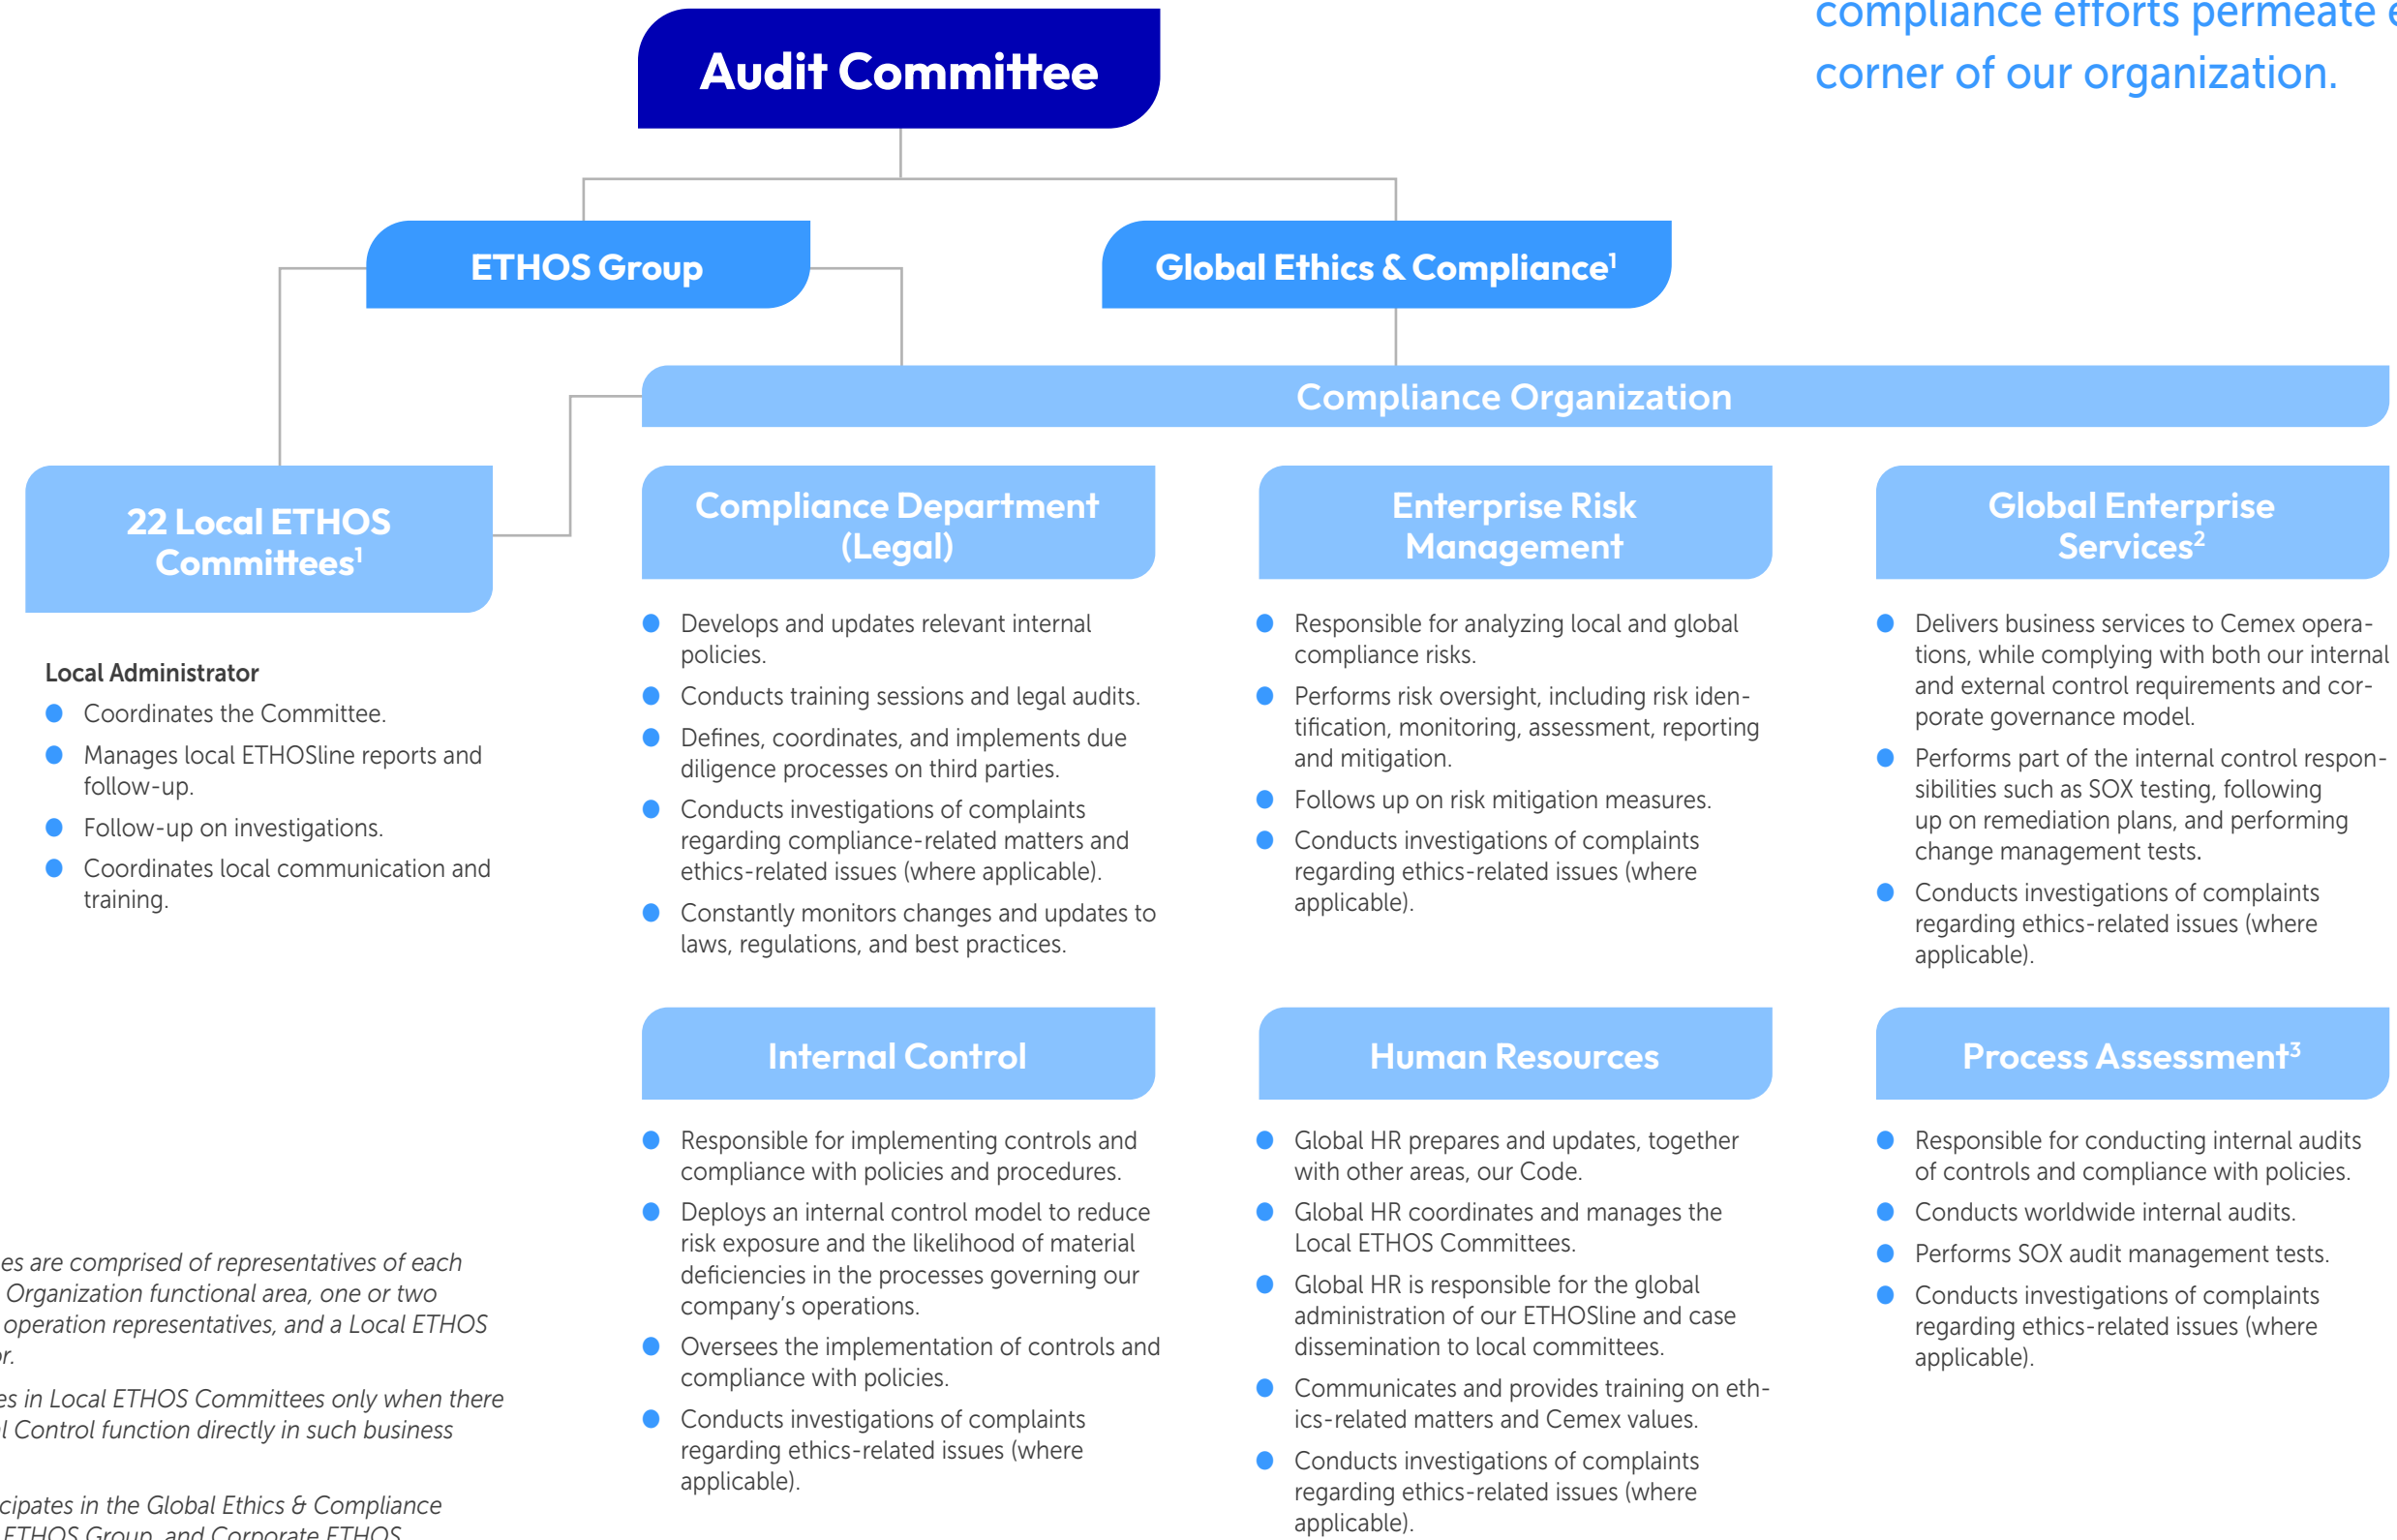 compliance efforts permeate
corner of our organization.
Audit Committee
ETHOS Group
Global Ethics & Compliance¹
Compliance Organization
22 Local ETHOS
Committees¹
Local Administrator
Coordinates the Committee.
Manages local ETHOSline reports and
follow-up.
Follow-up on investigations.
Coordinates local communication and
training.
Compliance Department
(Legal)
Develops and updates relevant internal
policies.
Conducts training sessions and legal audits.
Defines, coordinates, and implements due
diligence processes on third parties.
Conducts investigations of complaints
regarding compliance-related matters and
ethics-related issues (where applicable).
Constantly monitors changes and updates to
laws, regulations, and best practices.
Enterprise Risk
Management
Responsible for analyzing local and global
compliance risks.
Performs risk oversight, including risk iden-
tification, monitoring, assessment, reporting
and mitigation.
Follows up on risk mitigation measures.
Conducts investigations of complaints
regarding ethics-related issues (where
applicable).
Global Enterprise
Services²
Delivers business services to Cemex opera-
tions, while complying with both our internal
and external control requirements and cor-
porate governance model.
Performs part of the internal control respon-
sibilities such as SOX testing, following
up on remediation plans, and performing
change management tests.
Conducts investigations of complaints
regarding ethics-related issues (where
applicable).
Internal Control
Responsible for implementing controls and
compliance with policies and procedures.
Deploys an internal control model to reduce
risk exposure and the likelihood of material
deficiencies in the processes governing our
company's operations.
Oversees the implementation of controls and
compliance with policies.
Conducts investigations of complaints
regarding ethics-related issues (where
applicable).
Human Resources
Global HR prepares and updates, together
with other areas, our Code.
Global HR coordinates and manages the
Local ETHOS Committees.
Global HR is responsible for the global
administration of our ETHOSline and case
dissemination to local committees.
Communicates and provides training on eth-
ics-related matters and Cemex values.
Conducts investigations of complaints
regarding ethics-related issues (where
applicable).
Process Assessment³
Responsible for conducting internal audits
of controls and compliance with policies.
Conducts worldwide internal audits.
Performs SOX audit management tests.
Conducts investigations of complaints
regarding ethics-related issues (where
applicable).
are comprised of representatives of each
Organization functional area, one or two
operation representatives, and a Local ETHOS
in Local ETHOS Committees only when there
Control function directly in such business
in the Global Ethics & Compliance
ETHOS Group, and Corporate ETHOS